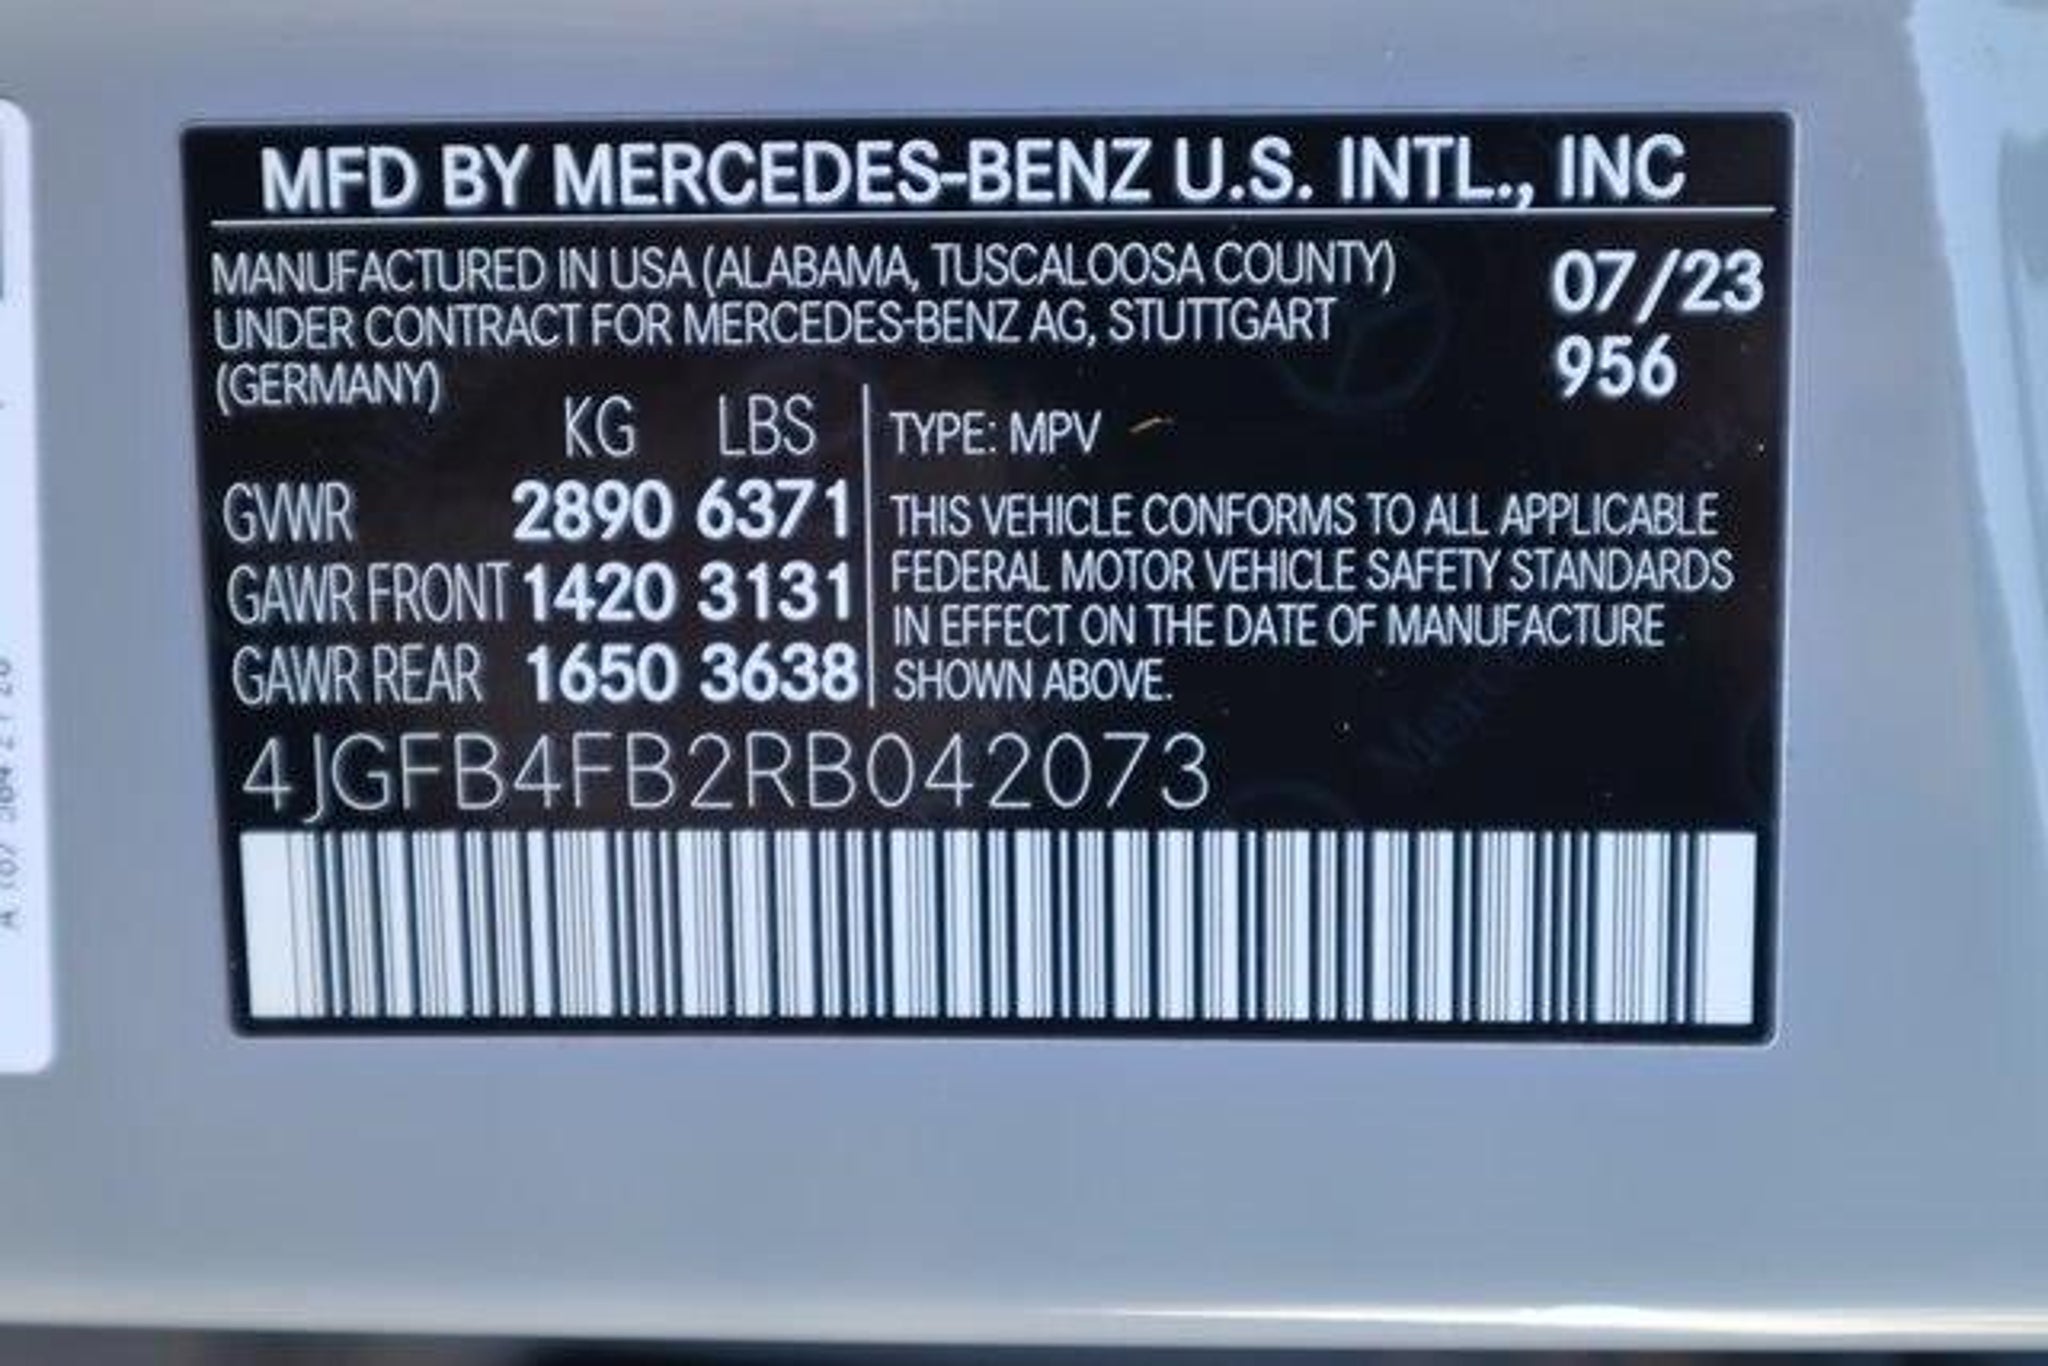 MFD BY MERCEDES-BENZ U.S. INTL., INC
MANUFACTURED IN USA (ALABAMA, TUSCALOOSA COUNTY)
UNDER CONTRACT FOR MERCEDES-BENZ AG, STUTTGART
(GERMANY)
07/23
956
KG LBS
GVWR 2890 6371
GAWR FRONT 1420 3131
GAWR REAR 1650 3638
TYPE: MPV
THIS VEHICLE CONFORMS TO ALL APPLICABLE
FEDERAL MOTOR VEHICLE SAFETY STANDARDS
IN EFFECT ON THE DATE OF MANUFACTURE
SHOWN ABOVE.
4JGFB4FB2RB042073